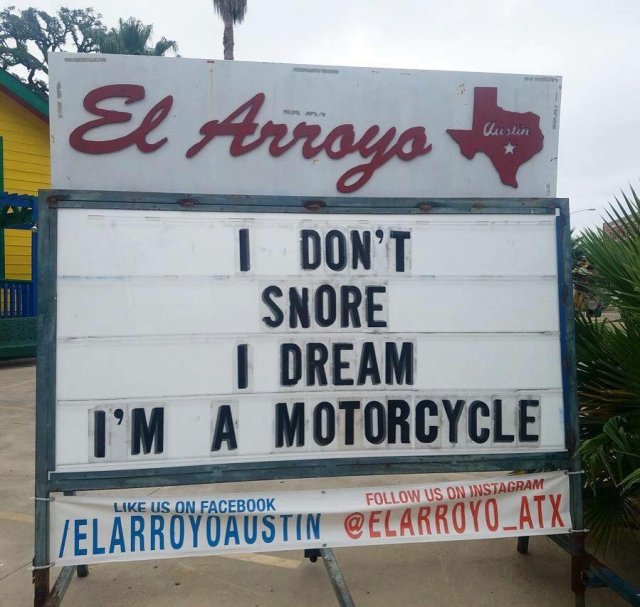 El Arroyo
Austin
I DON'T
SNORE
I DREAM
I'M A MOTORCYCLE
LIKE US ON FACEBOOK
/ELARROYOAUSTIN
FOLLOW US ON INSTAGRAM
@ELARROYO_ATX